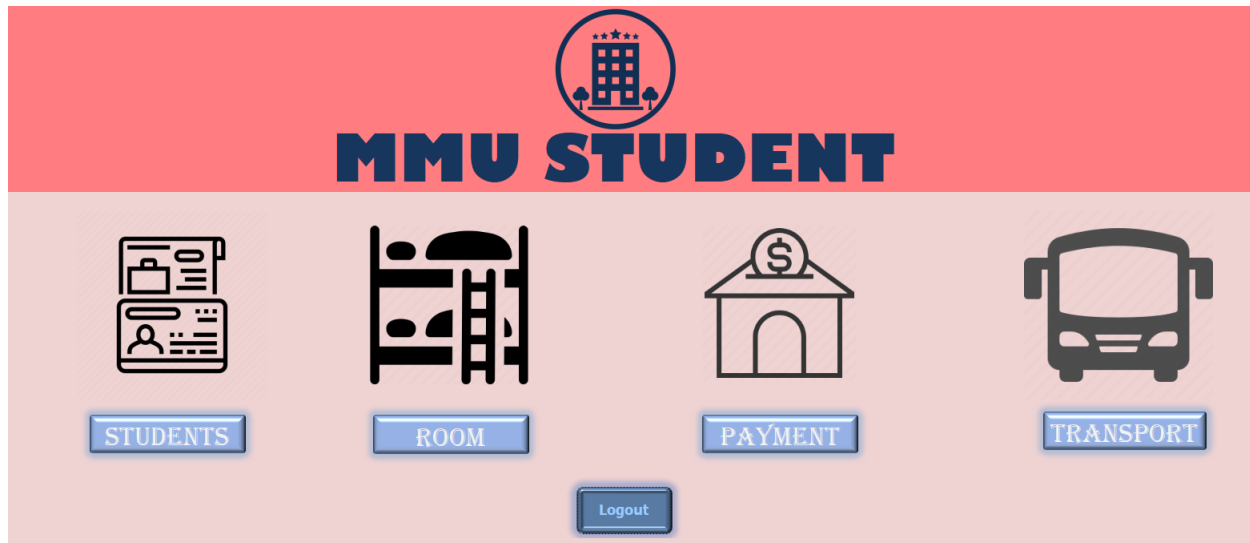 MMU STUDENT
$
STUDENTS
ROOM
PAYMENT
TRANSPORT
Logout